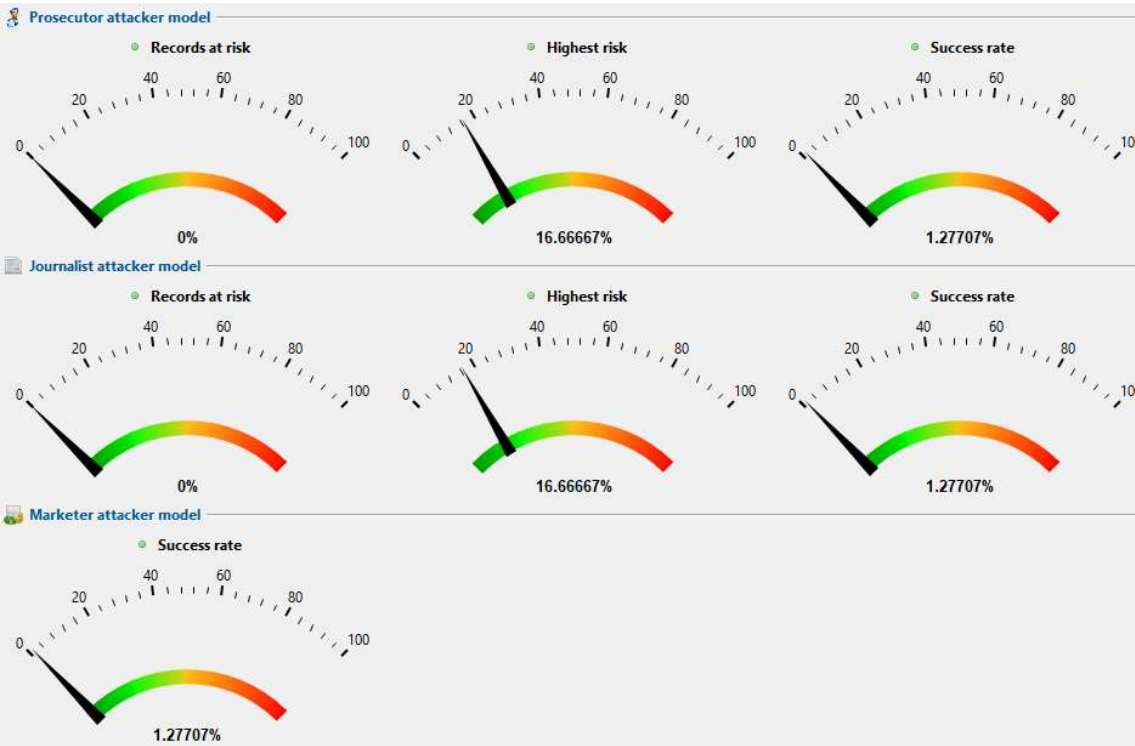 Prosecutor attacker model
Records at risk
Highest risk
Success rate
0 20 40 60 80 100
0 20 40 60 80 100
0 20 40 60 80 10
0%
16.66667%
1.27707%
Journalist attacker model
Records at risk
Highest risk
Success rate
0 20 40 60 80 100
0 20 40 60 80 100
0 20 40 60 80 10
0%
16.66667%
1.27707%
Marketer attacker model
Success rate
0 20 40 60 80 100
1.27707%